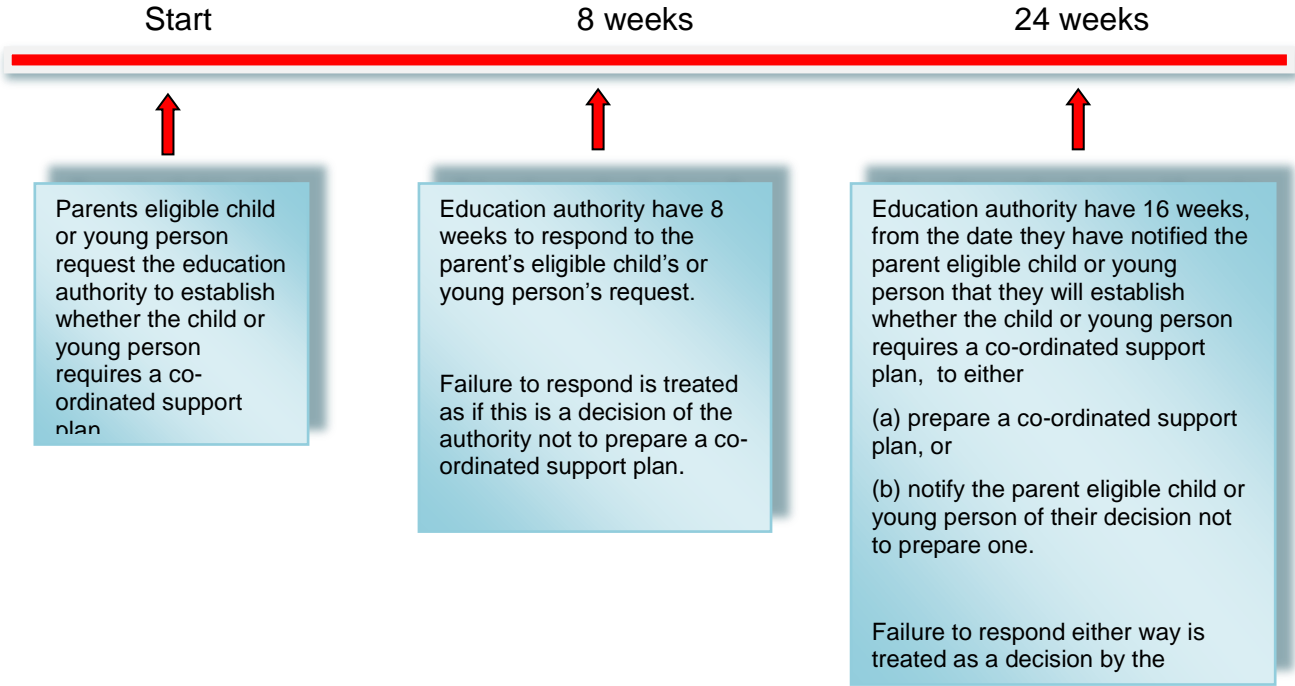 Start
8 weeks
24 weeks
Parents eligible child
or young person
request the education
authority to establish
whether the child or
young person
requires a co-
ordinated support
plan
Education authority have 8
weeks to respond to the
parent's eligible child's or
young person's request.
Failure to respond is treated
as if this is a decision of the
authority not to prepare a co-
ordinated support plan.
Education authority have 16 weeks,
from the date they have notified the
parent eligible child or young
person that they will establish
whether the child or young person
requires a co-ordinated support
plan,  to either
(a) prepare a co-ordinated support
plan, or
(b) notify the parent eligible child or
young person of their decision not
to prepare one.
Failure to respond either way is
treated as a decision by the